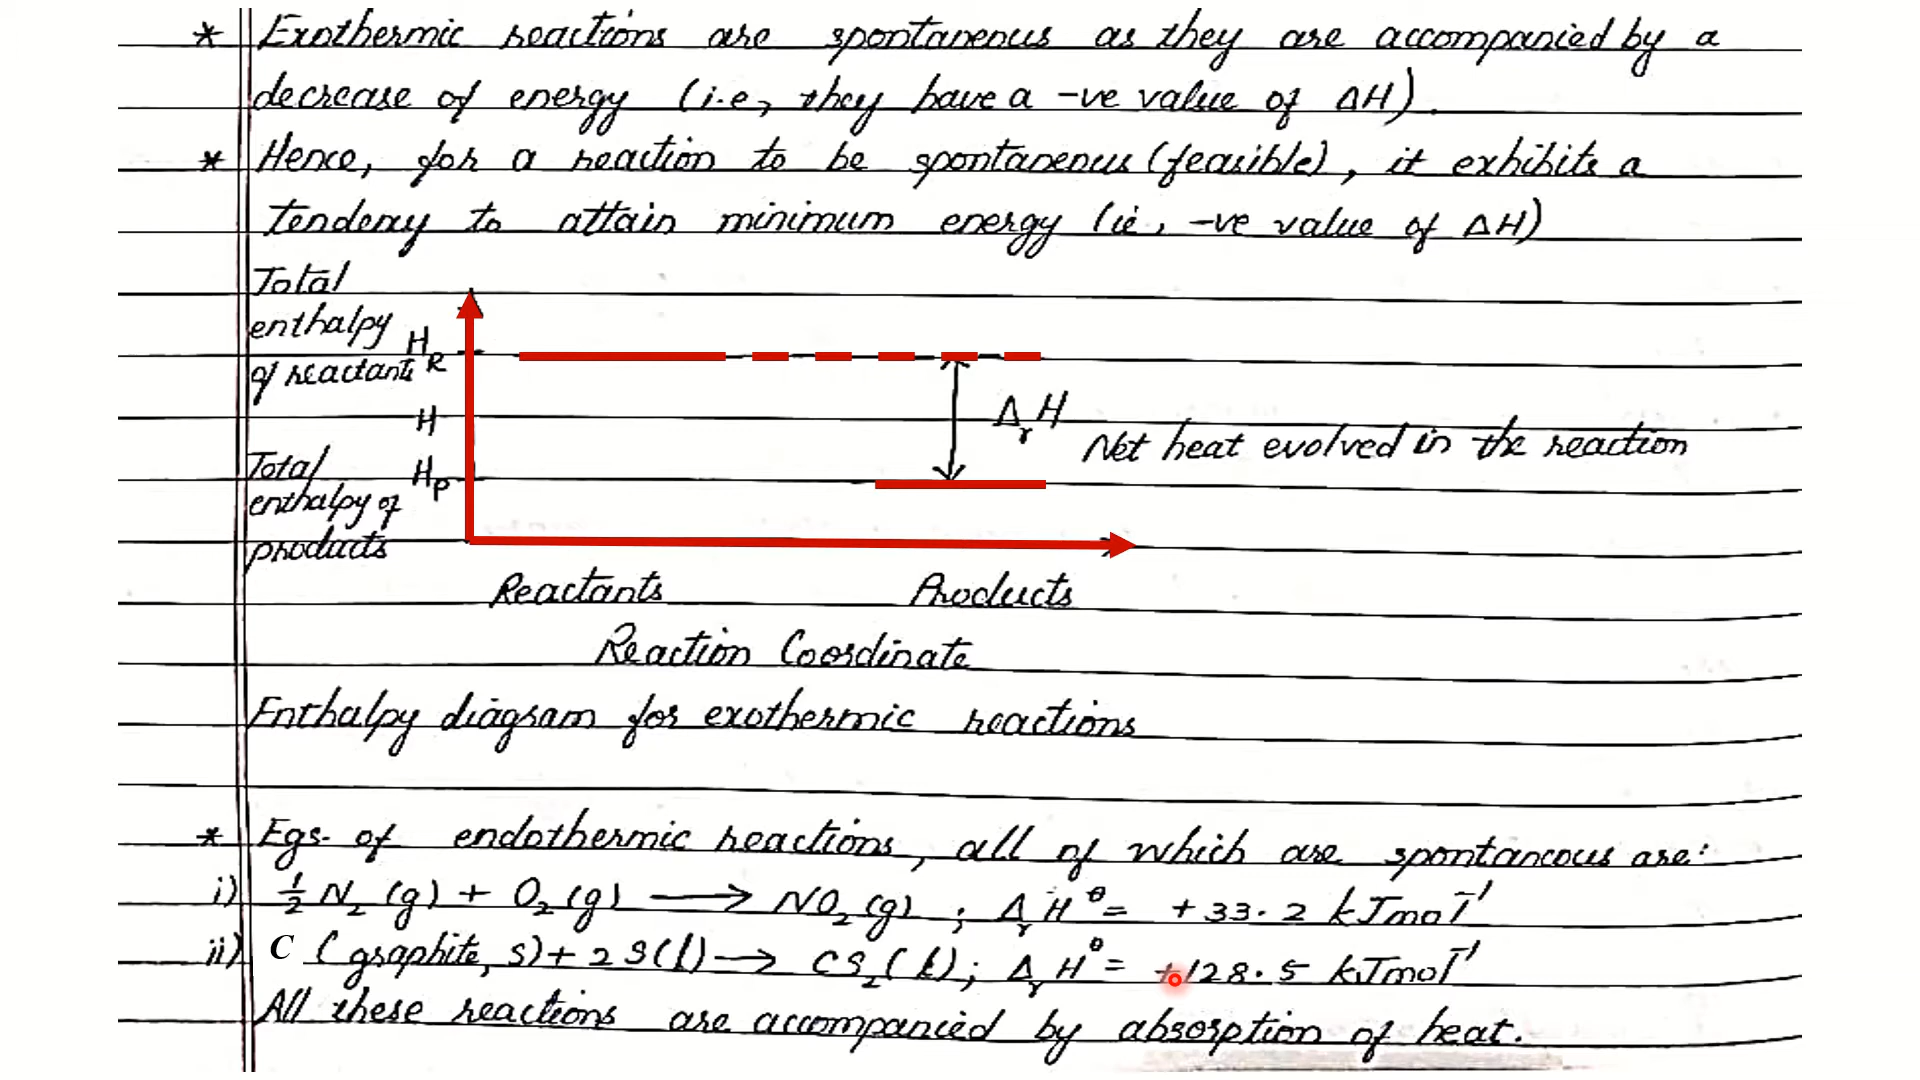 * Exothermic reactions are spontaneous as they are accompanied by a
decrease of energy (i.e, they have a -ve value of ΔH).
* Hence, for a reaction to be spontaneous (feasible), it exhibits a
tendency to attain minimum energy (ie, -ve value of ΔH)
Total
enthalpy
of reactants H_R
H
Total
enthalpy of
products H_P
Δ_rH
Net heat evolved in the reaction
Reactants Products
Reaction Coordinate
Enthalpy diagram for exothermic reactions
* Egs. of endothermic reactions, all of which are spontaneous are:
i) ½ N₂ (g) + O₂ (g) → NO₂ (g) ; Δ_rH^θ = +33.2 kJmol⁻¹
ii) C (graphite, s) + 2S(l) → CS₂(l); Δ_rH^θ = +128.5 kJmol⁻¹
All these reactions are accompanied by absorption of heat.